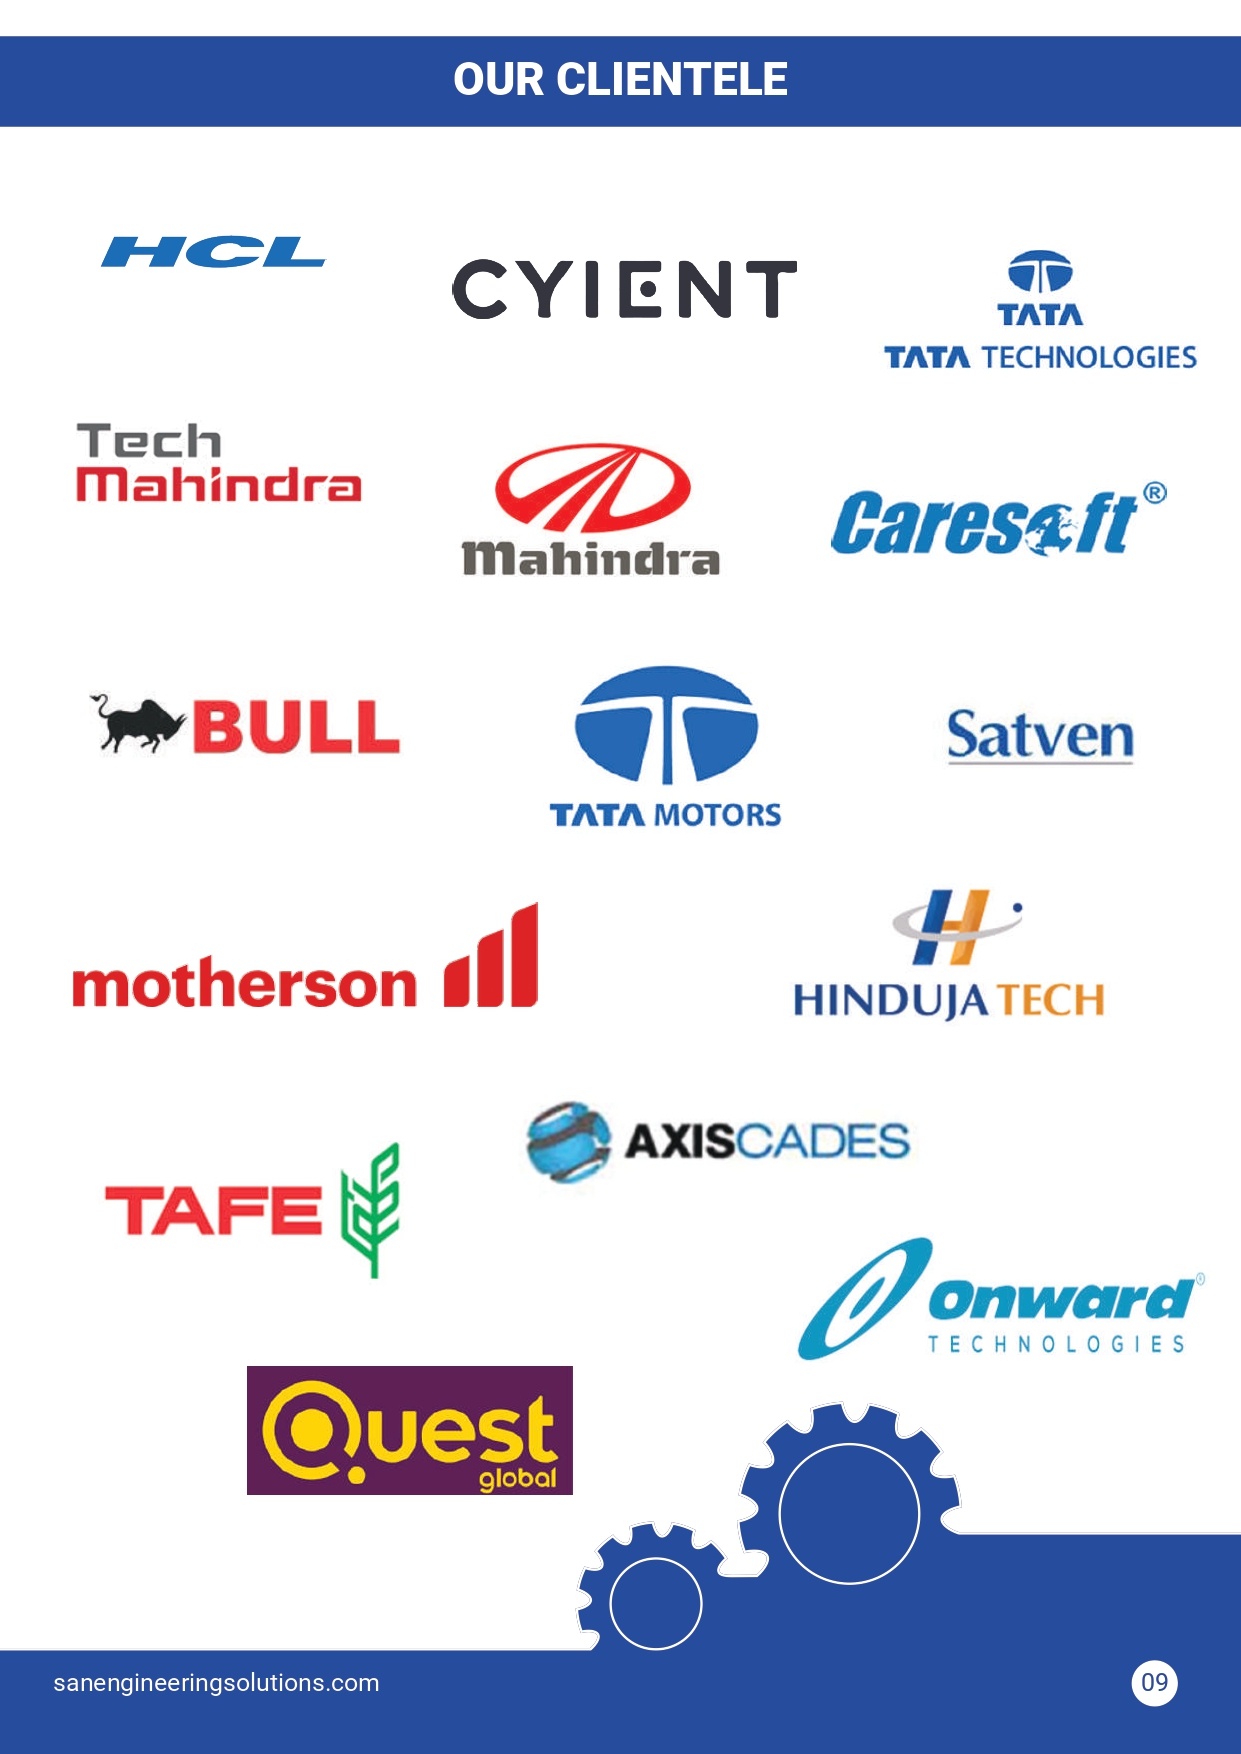 OUR CLIENTELE
HCL
CYIENT
TATA
TATA TECHNOLOGIES
Tech
Mahindra
Mahindra
Caresoft®
BULL
TATA MOTORS
Satven
motherson
H
HINDUJA TECH
AXISCADES
TAFE
Onward®
TECHNOLOGIES
Quest
global
sanengineeringsolutions.com
09